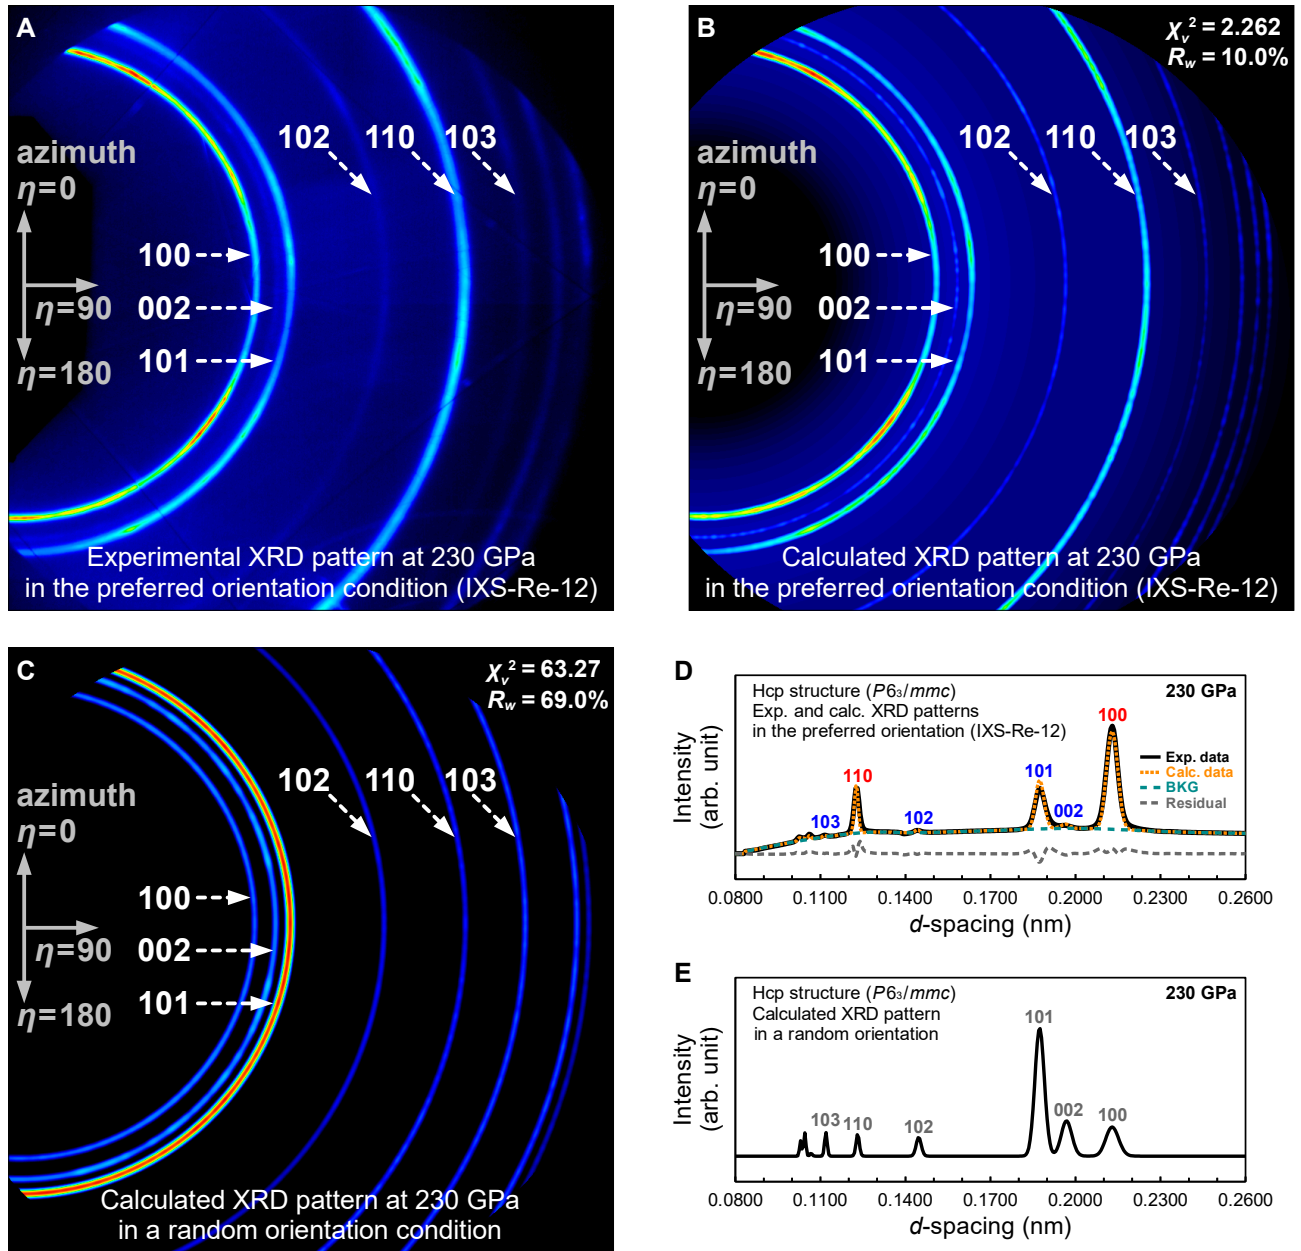 A
azimuth
η=0
η=90
η=180
102
110
103
100
002
101
Experimental XRD pattern at 230 GPa
in the preferred orientation condition (IXS-Re-12)
B
χᵥ² = 2.262
R_w = 10.0%
azimuth
η=0
η=90
η=180
102
110
103
100
002
101
Calculated XRD pattern at 230 GPa
in the preferred orientation condition (IXS-Re-12)
C
χᵥ² = 63.27
R_w = 69.0%
azimuth
η=0
η=90
η=180
102
110
103
100
002
101
Calculated XRD pattern at 230 GPa
in a random orientation condition
D
Hcp structure (P6₃/mmc)
Exp. and calc. XRD patterns
in the preferred orientation (IXS-Re-12)
230 GPa
100
110
101
002
102
103
Exp. data
Calc. data
BKG
Residual
Intensity
(arb. unit)
0.0800 0.1100 0.1400 0.1700 0.2000 0.2300 0.2600
d-spacing (nm)
E
Hcp structure (P6₃/mmc)
Calculated XRD pattern
in a random orientation
230 GPa
101
002
100
103
110
102
Intensity
(arb. unit)
0.0800 0.1100 0.1400 0.1700 0.2000 0.2300 0.2600
d-spacing (nm)